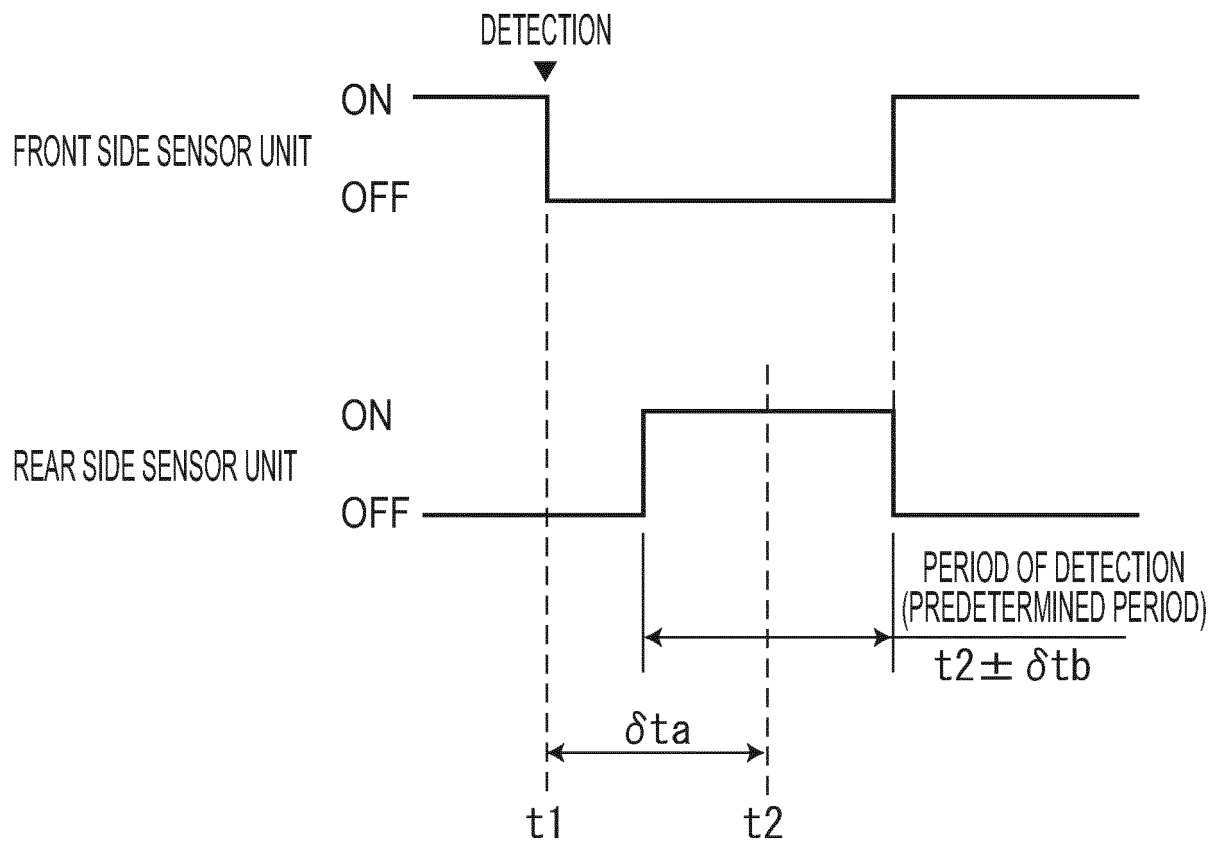 DETECTION
ON
FRONT SIDE SENSOR UNIT
OFF
ON
REAR SIDE SENSOR UNIT
OFF
PERIOD OF DETECTION
(PREDETERMINED PERIOD)
t2± δtb
δta
t1
t2